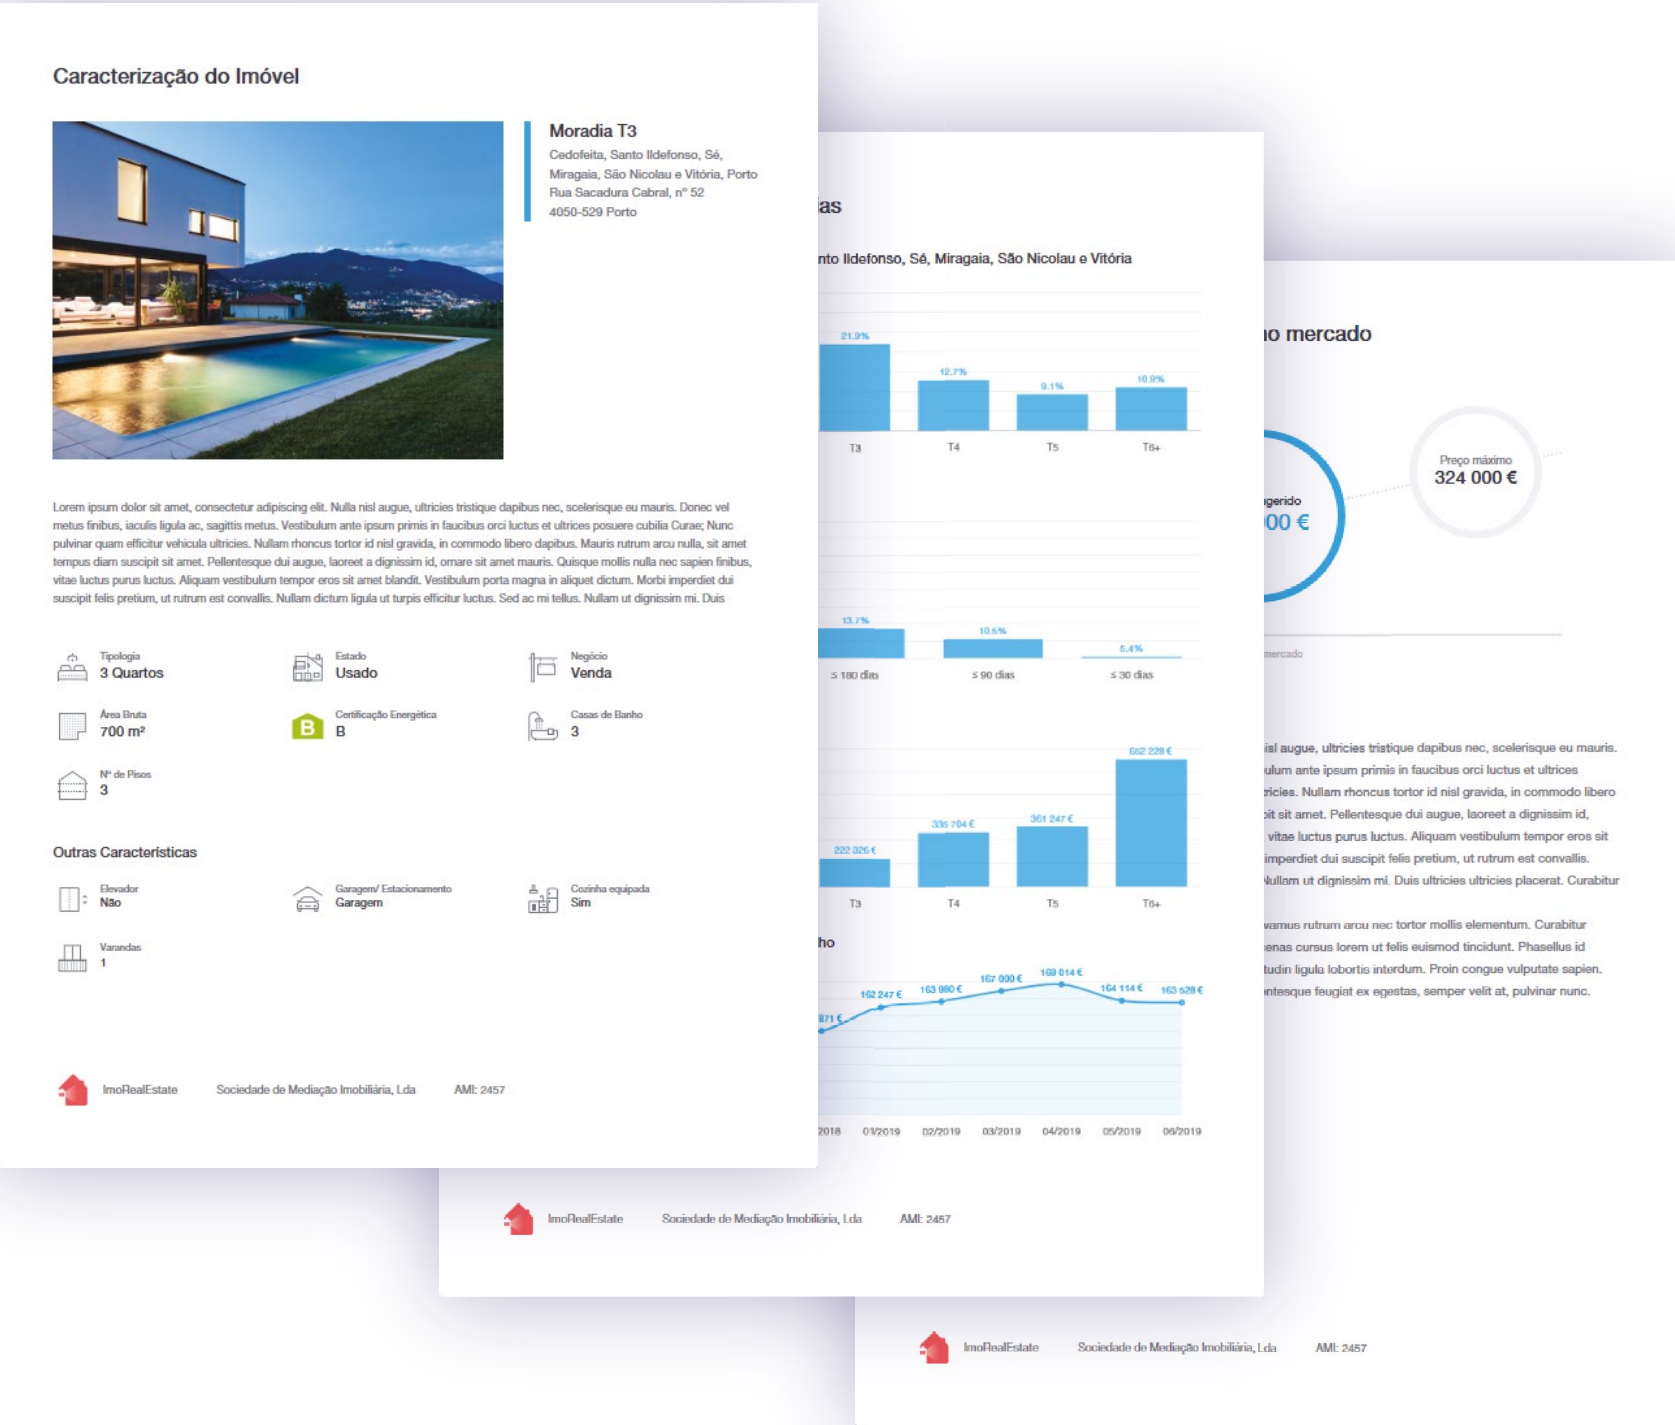 Caracterização do Imóvel
Moradia T3
Cedofeita, Santo Ildefonso, Sé,
Miragaia, São Nicolau e Vitória, Porto
Rua Sacadura Cabral, nº 52
4050-529 Porto
Lorem ipsum dolor sit amet, consectetur adipiscing elit. Nulla nisl augue, ultricies tristique dapibus nec, scelerisque eu mauris. Donec vel
metus finibus, iaculis ligula ac, sagittis metus. Vestibulum ante ipsum primis in faucibus orci luctus et ultrices posuere cubilia Curae; Nunc
pulvinar quam efficitur vehicula ultricies. Nullam rhoncus tortor id nisl gravida, in commodo libero dapibus. Mauris rutrum arcu nulla, sit amet
tempus diam suscipit sit amet. Pellentesque dui augue, laoreet a dignissim id, ornare sit amet mauris. Quisque mollis nulla nec sapien finibus,
vitae luctus purus luctus. Aliquam vestibulum tempor eros sit amet blandit. Vestibulum porta magna in aliquet dictum. Morbi imperdiet dui
suscipit felis pretium, ut rutrum est convallis. Nullam dictum ligula ut turpis efficitur luctus. Sed ac mi tellus. Nullam ut dignissim mi. Duis
Tipologia
3 Quartos
Estado
Usado
Negócio
Venda
Área Bruta
700 m²
B
Certificação Energética
B
Casas de Banho
3
Nº de Pisos
3
Outras Características
Elevador
Não
Garagem/ Estacionamento
Garagem
Cozinha equipada
Sim
Varandas
1
ImoRealEstate Sociedade de Mediação Imobiliária, Lda AMI: 2457
ias
nto Ildefonso, Sé, Miragaia, São Nicolau e Vitória
21.9% 12.7% 9.1% 10.9%
T3 T4 T5 T6+
13.7% 10.5% 5.4%
≤ 180 dias ≤ 90 dias ≤ 30 dias
222 326 € 335 704 € 361 247 € 652 228 €
T3 T4 T5 T6+
ho
871 € 162 247 € 163 980 € 167 000 € 169 014 € 164 114 € 163 528 €
2018 01/2019 02/2019 03/2019 04/2019 05/2019 06/2019
ImoRealEstate Sociedade de Mediação Imobiliária, Lda AMI: 2457
no mercado
gerido
00 €
Preço máximo
324 000 €
mercado
isl augue, ultricies tristique dapibus nec, scelerisque eu mauris.
ulum ante ipsum primis in faucibus orci luctus et ultrices
ricies. Nullam rhoncus tortor id nisl gravida, in commodo libero
it sit amet. Pellentesque dui augue, laoreet a dignissim id,
vitae luctus purus luctus. Aliquam vestibulum tempor eros sit
imperdiet dui suscipit felis pretium, ut rutrum est convallis.
Nullam ut dignissim mi. Duis ultricies ultricies placerat. Curabitur
vamus rutrum arcu nec tortor mollis elementum. Curabitur
enas cursus lorem ut felis euismod tincidunt. Phasellus id
tudin ligula lobortis interdum. Proin congue vulputate sapien.
entesque feugiat ex egestas, semper velit at, pulvinar nunc.
ImoRealEstate Sociedade de Mediação Imobiliária, Lda AMI: 2457